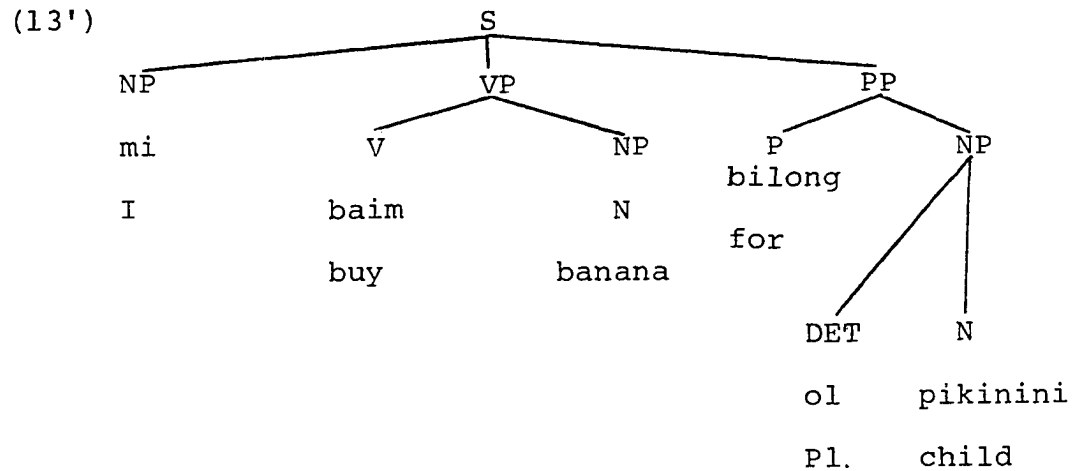 (13') S
NP VP PP
mi V NP P NP
bilong
I baim N
for
buy banana
DET N
ol pikinini
Pl. child